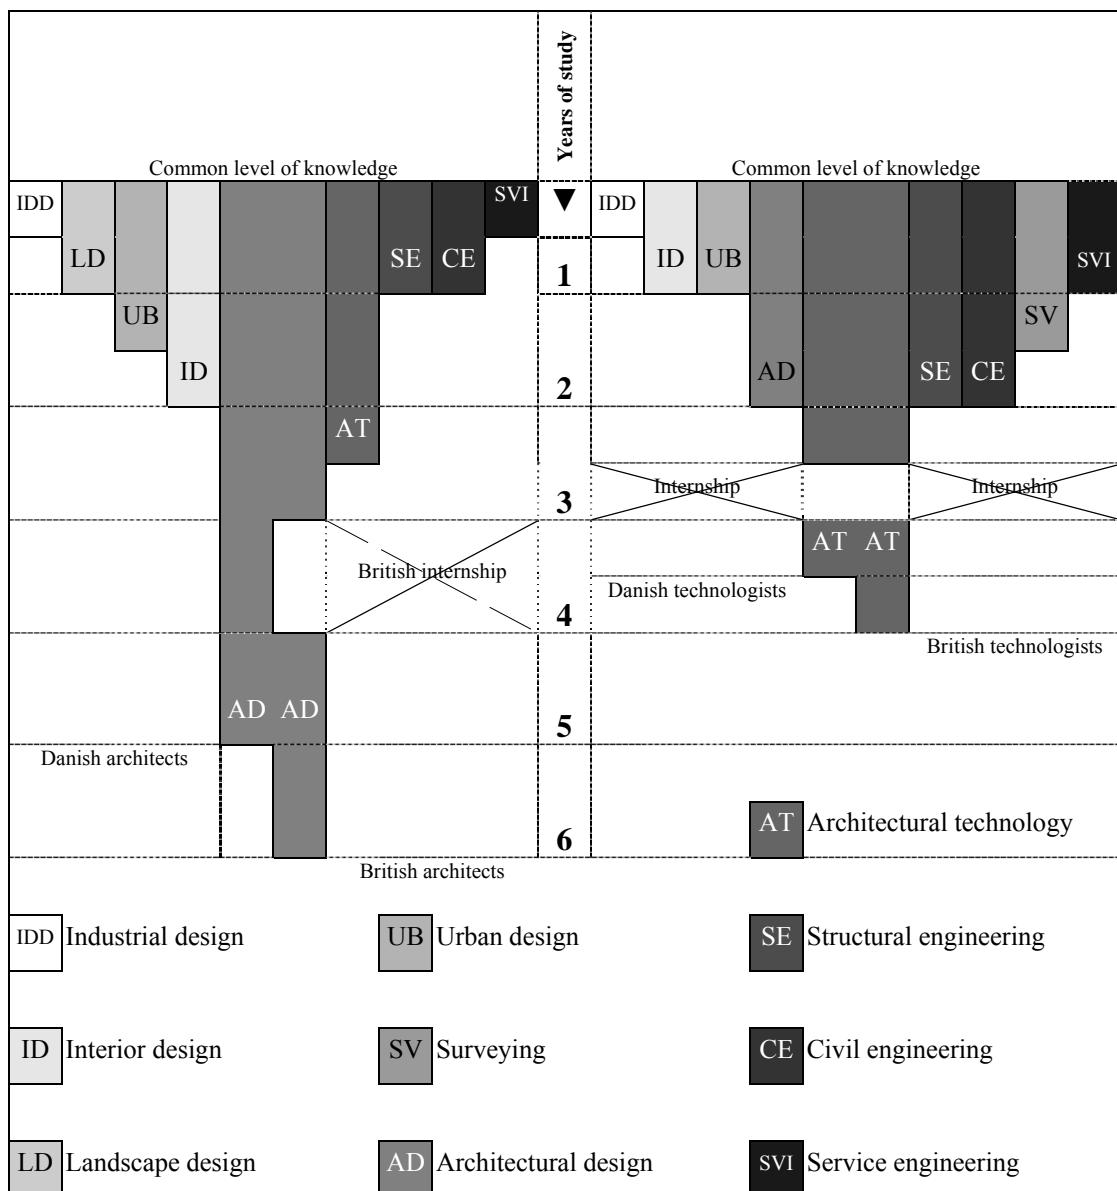 Years of study
Common level of knowledge
Common level of knowledge
IDD
SVI
▼
IDD
LD
SE
CE
1
ID
UB
SVI
UB
SV
ID
2
AD
SE
CE
AT
3
Internship
Internship
British internship
AT
AT
Danish technologists
4
British technologists
AD
AD
5
Danish architects
AT
Architectural technology
6
British architects
IDD
Industrial design
UB
Urban design
SE
Structural engineering
ID
Interior design
SV
Surveying
CE
Civil engineering
LD
Landscape design
AD
Architectural design
SVI
Service engineering